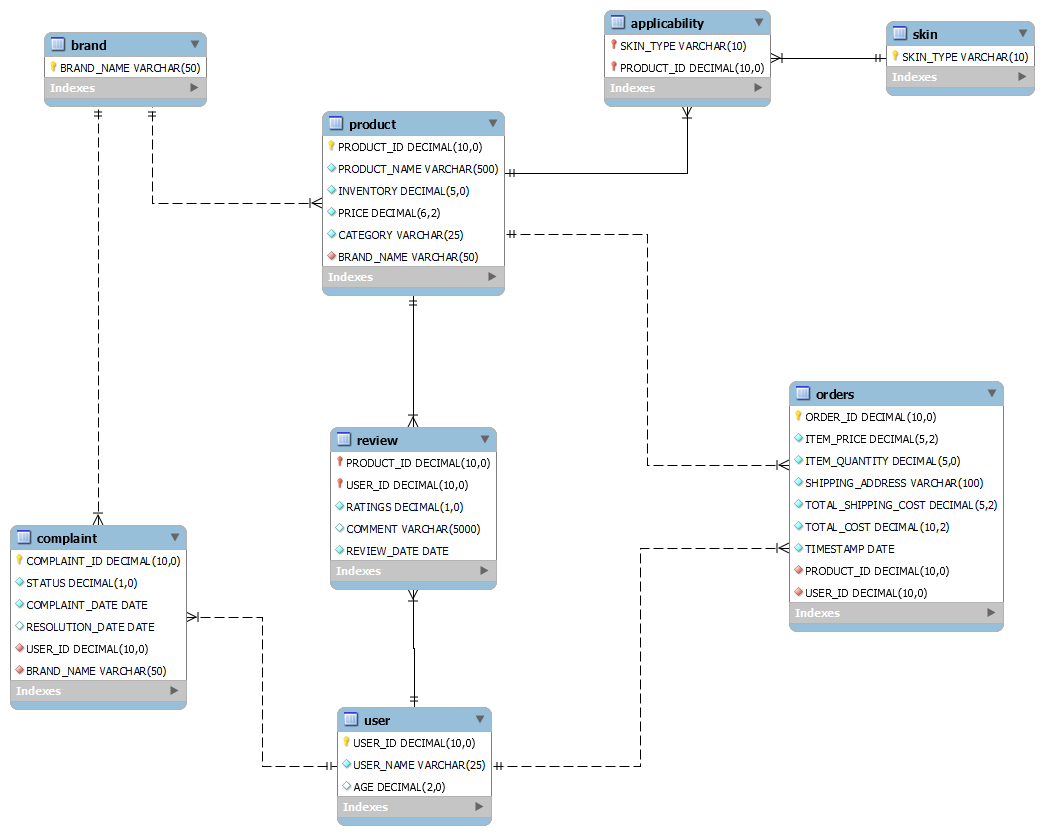 brand
BRAND_NAME VARCHAR(50)
Indexes
applicability
SKIN_TYPE VARCHAR(10)
PRODUCT_ID DECIMAL(10,0)
Indexes
skin
SKIN_TYPE VARCHAR(10)
Indexes
product
PRODUCT_ID DECIMAL(10,0)
PRODUCT_NAME VARCHAR(500)
INVENTORY DECIMAL(5,0)
PRICE DECIMAL(6,2)
CATEGORY VARCHAR(25)
BRAND_NAME VARCHAR(50)
Indexes
orders
ORDER_ID DECIMAL(10,0)
ITEM_PRICE DECIMAL(5,2)
ITEM_QUANTITY DECIMAL(5,0)
SHIPPING_ADDRESS VARCHAR(100)
TOTAL_SHIPPING_COST DECIMAL(5,2)
TOTAL_COST DECIMAL(10,2)
TIMESTAMP DATE
PRODUCT_ID DECIMAL(10,0)
USER_ID DECIMAL(10,0)
Indexes
review
PRODUCT_ID DECIMAL(10,0)
USER_ID DECIMAL(10,0)
RATINGS DECIMAL(1,0)
COMMENT VARCHAR(5000)
REVIEW_DATE DATE
Indexes
complaint
COMPLAINT_ID DECIMAL(10,0)
STATUS DECIMAL(1,0)
COMPLAINT_DATE DATE
RESOLUTION_DATE DATE
USER_ID DECIMAL(10,0)
BRAND_NAME VARCHAR(50)
Indexes
user
USER_ID DECIMAL(10,0)
USER_NAME VARCHAR(25)
AGE DECIMAL(2,0)
Indexes